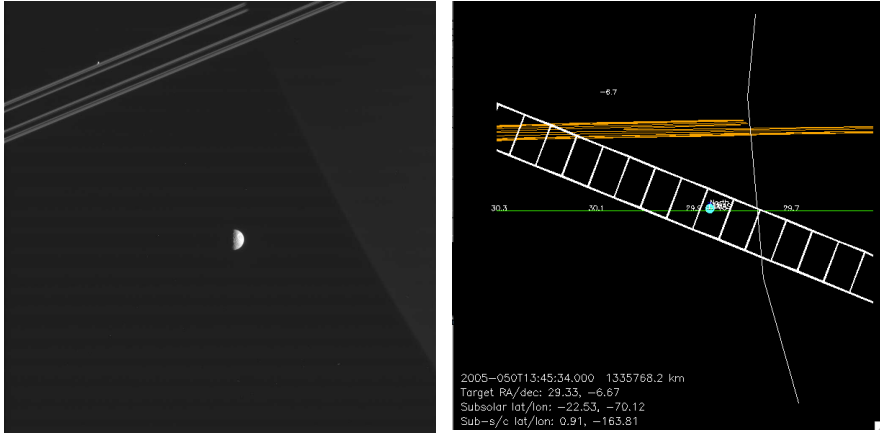 -6.7
30.3
30.1
29.9
29.7
2005-050T13:45:34.000 1335768.2 km
Target RA/dec: 29.33, -6.67
Subsolar lat/lon: -22.53, -70.12
Sub-s/c lat/lon: 0.91, -163.81